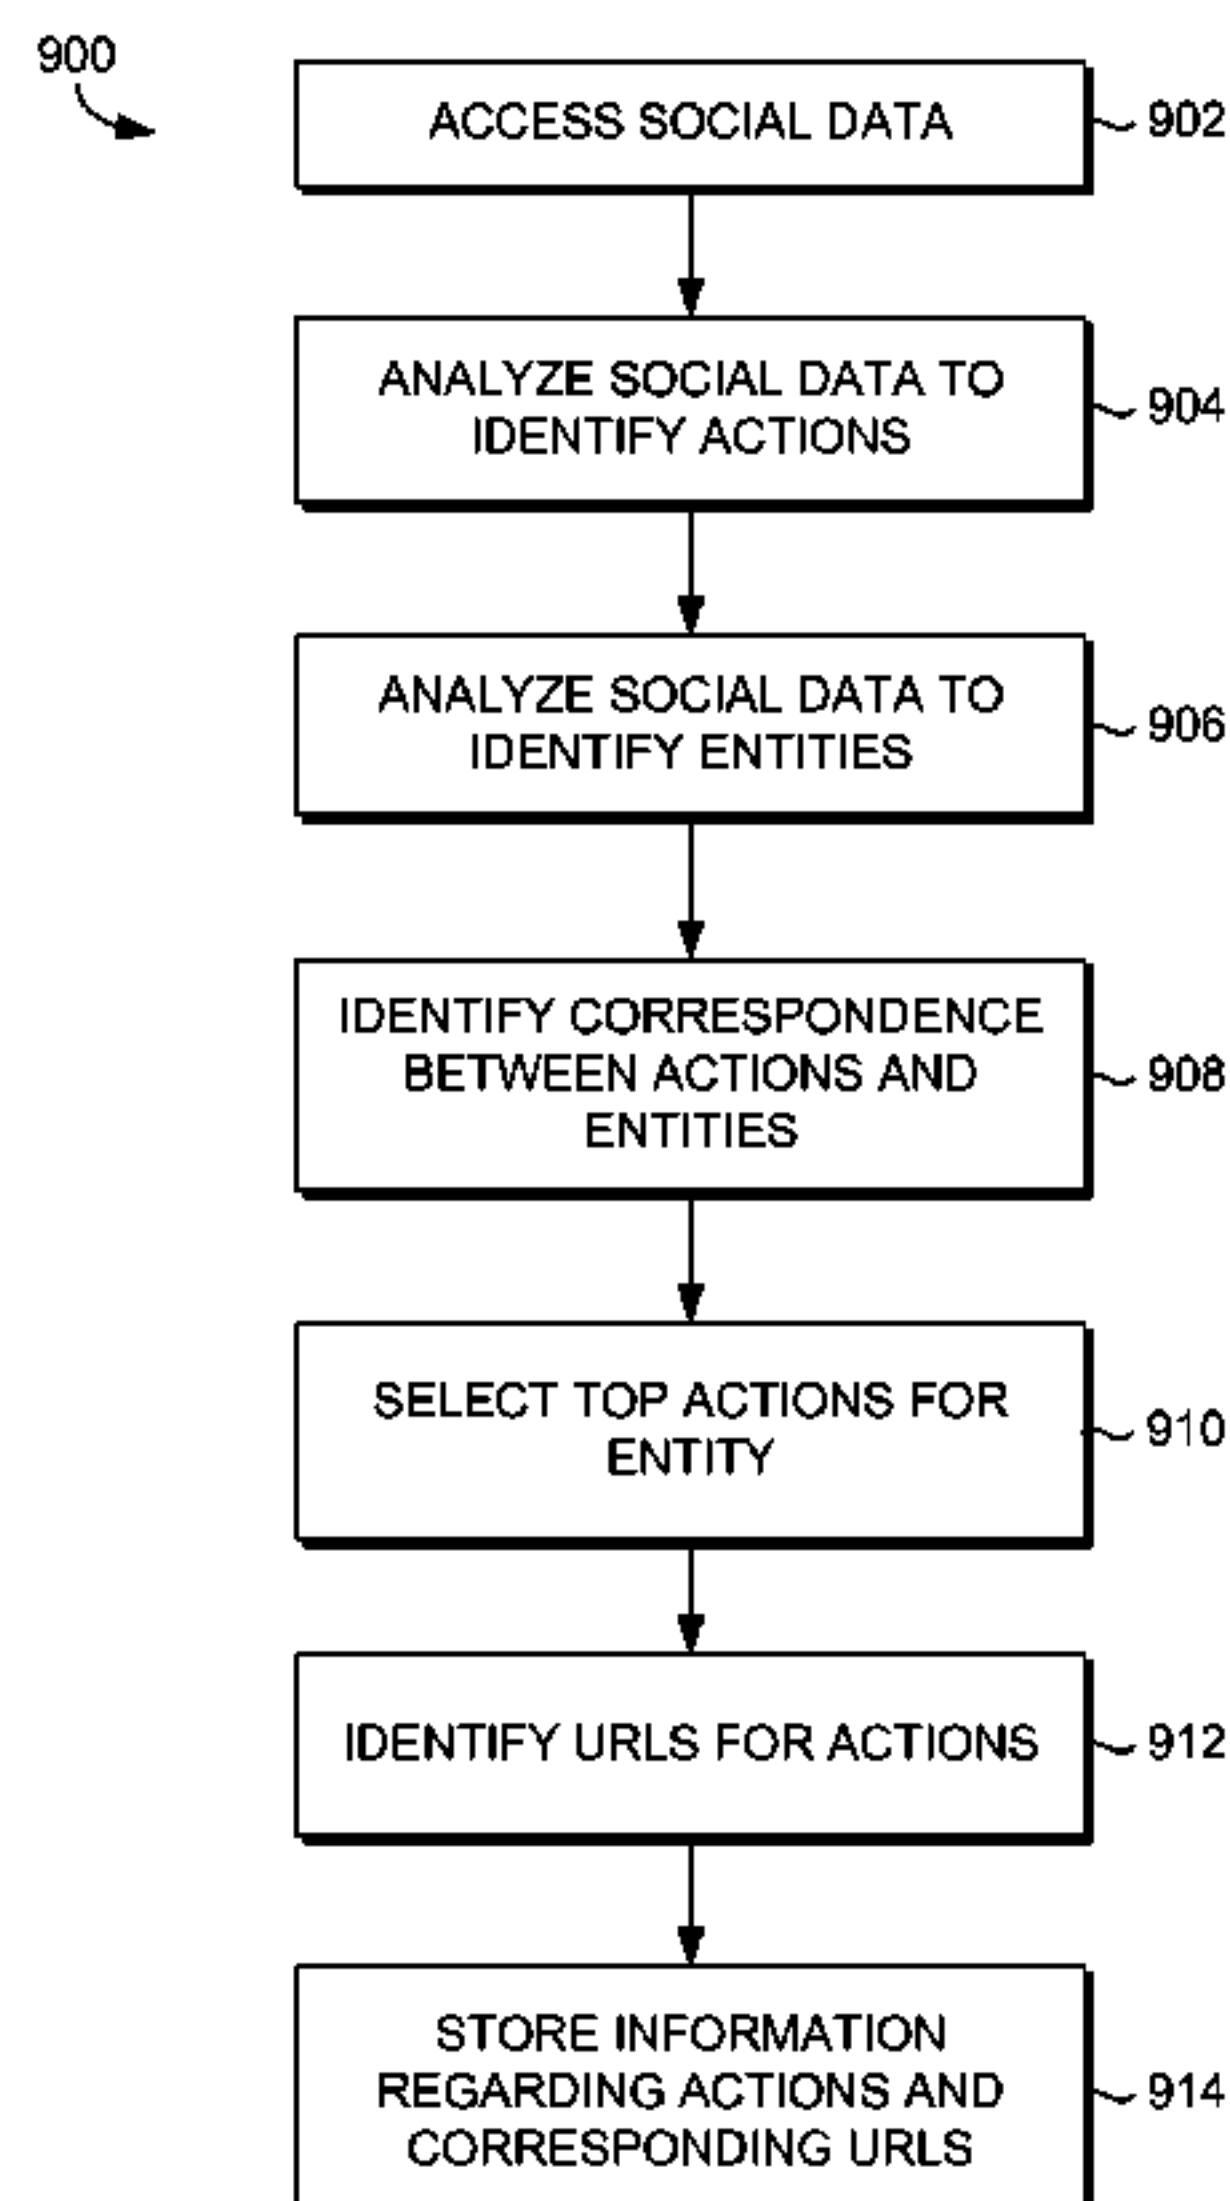 900
ACCESS SOCIAL DATA
902
ANALYZE SOCIAL DATA TO
IDENTIFY ACTIONS
904
ANALYZE SOCIAL DATA TO
IDENTIFY ENTITIES
906
IDENTIFY CORRESPONDENCE
BETWEEN ACTIONS AND
ENTITIES
908
SELECT TOP ACTIONS FOR
ENTITY
910
IDENTIFY URLS FOR ACTIONS
912
STORE INFORMATION
REGARDING ACTIONS AND
CORRESPONDING URLS
914